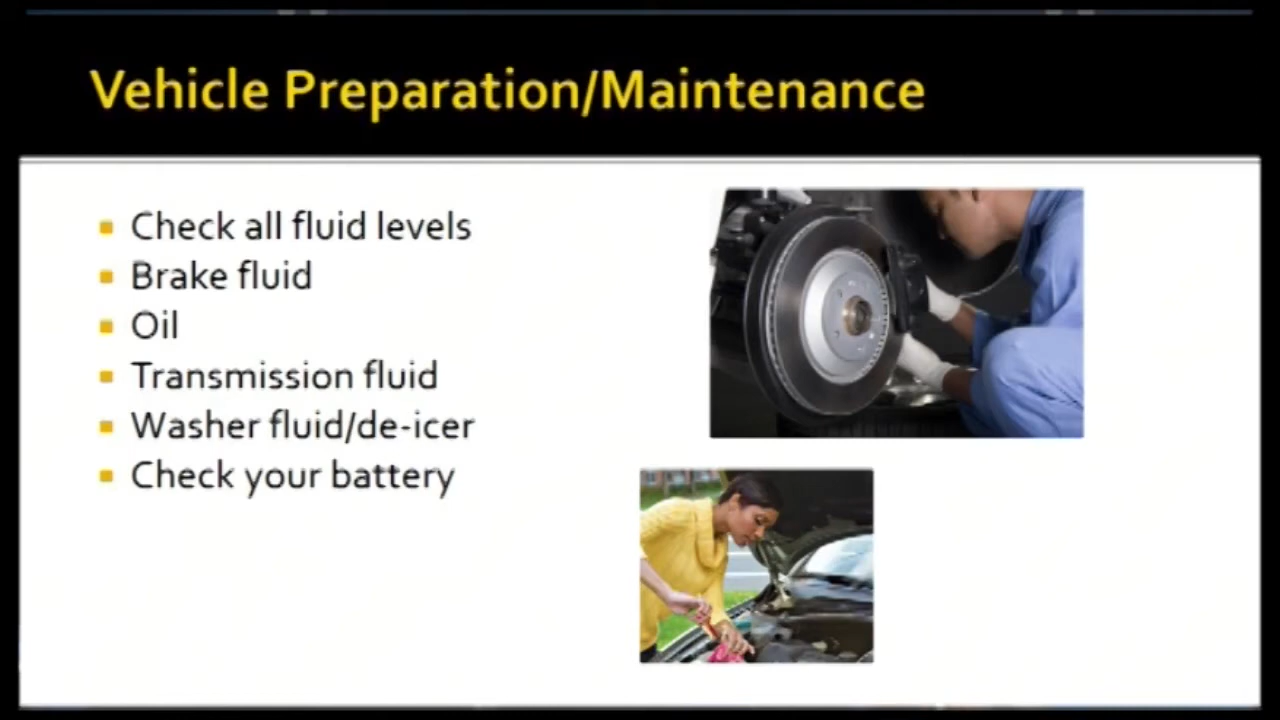 Vehicle Preparation/Maintenance
Check all fluid levels
Brake fluid
Oil
Transmission fluid
Washer fluid/de-icer
Check your battery